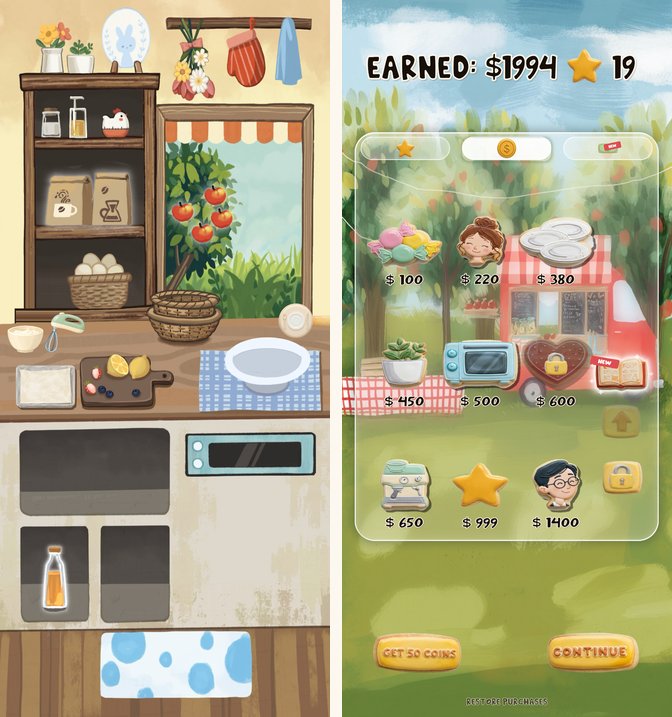 EARNED: $1994 19
$
NEW
$ 100 $ 220 $ 380
NEW
$ 450 $ 500 $ 600
$ 650 $ 999 $ 1400
GET 50 COINS
CONTINUE
RESTORE PURCHASES